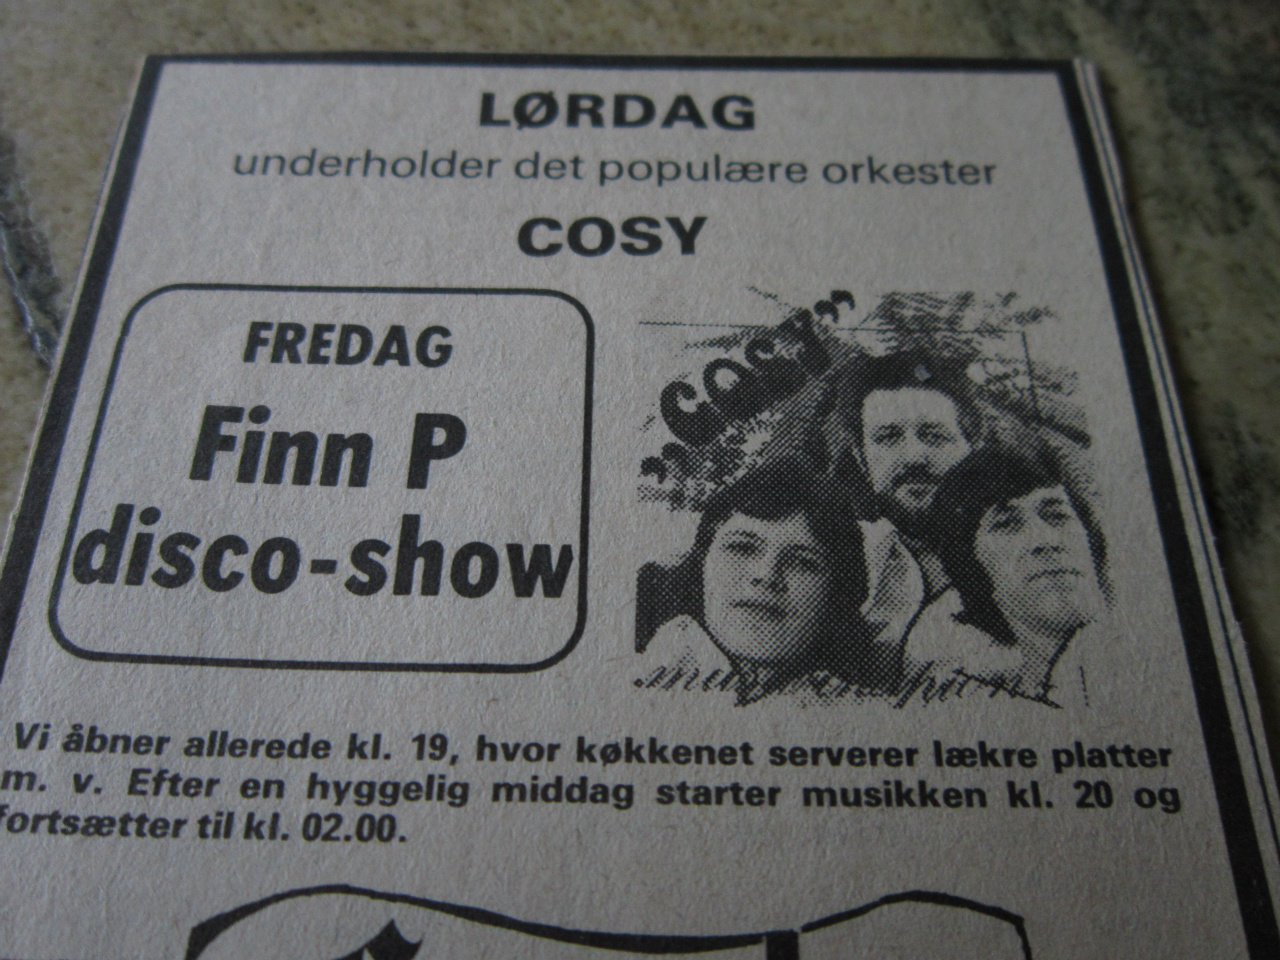 LØRDAG
underholder det populære orkester
COSY
FREDAG
Finn P
disco-show
"COSY"
Vi åbner allerede kl. 19, hvor køkkenet serverer lækre platter
m. v. Efter en hyggelig middag starter musikken kl. 20 og
fortsætter til kl. 02.00.